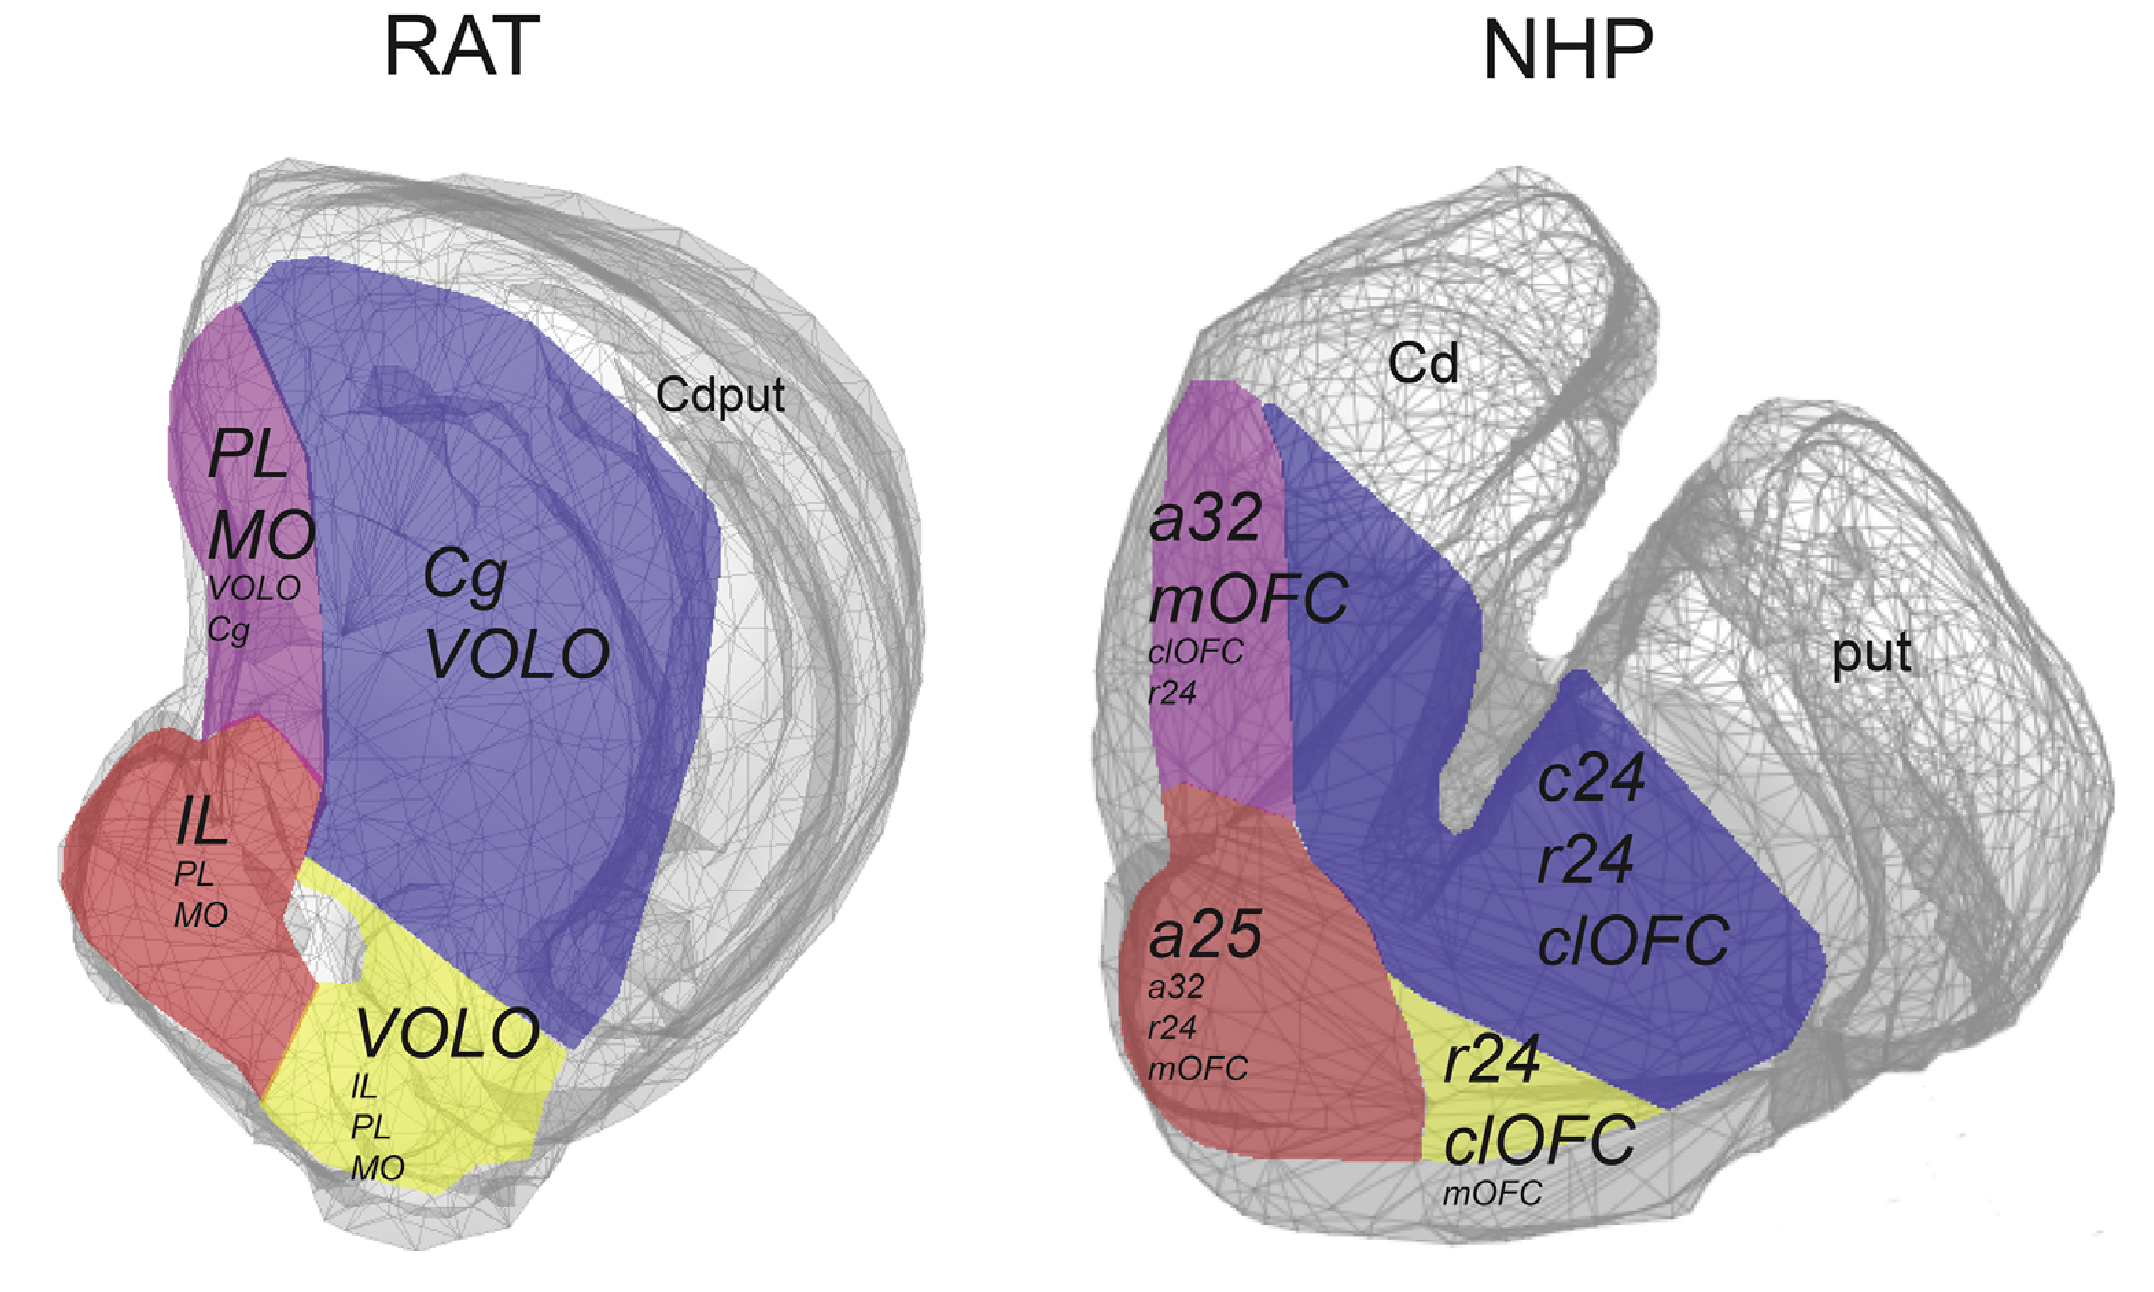 RAT
NHP
Cdput
PL
MO
VOLO
Cg
Cg
VOLO
IL
PL
MO
VOLO
IL
PL
MO
Cd
put
a32
mOFC
clOFC
r24
c24
r24
clOFC
a25
a32
r24
mOFC
r24
clOFC
mOFC